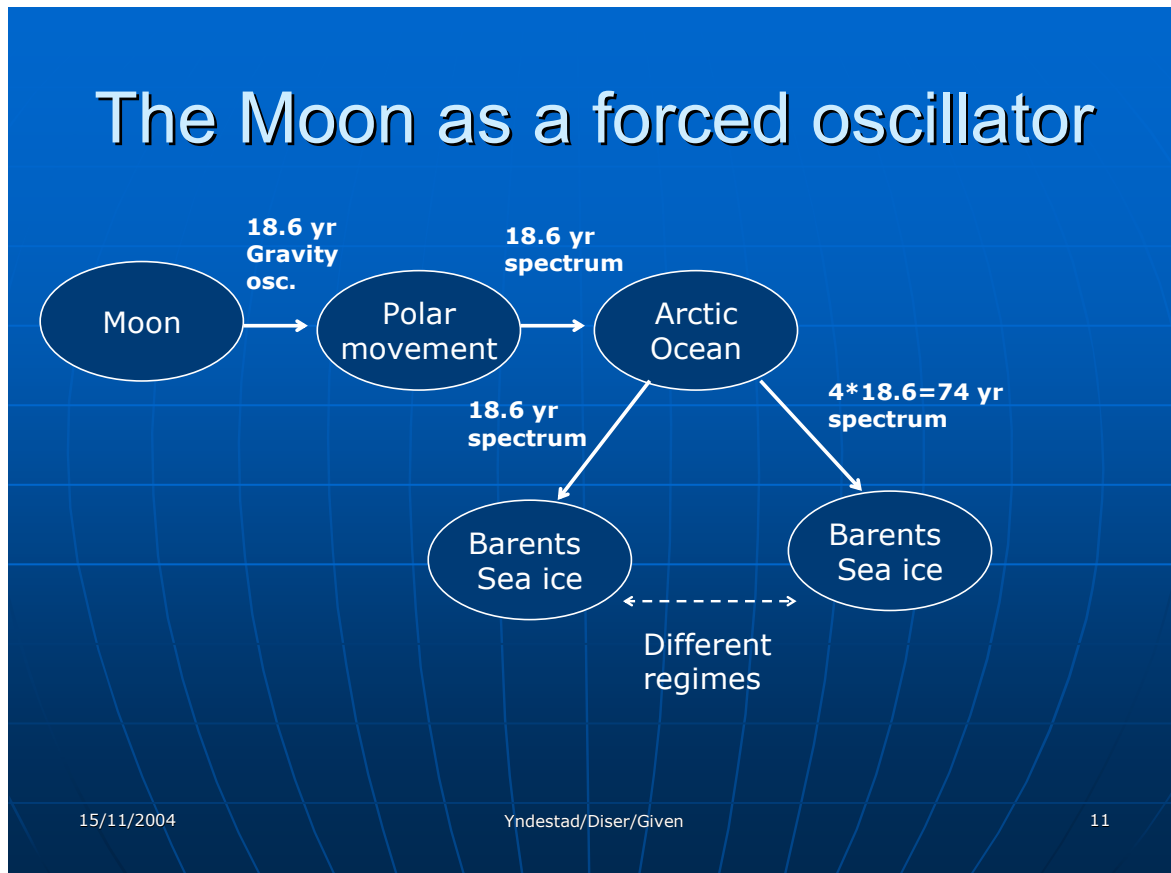 The Moon as a forced oscillator
18.6 yr
Gravity
osc.
18.6 yr
spectrum
Moon
Polar
movement
Arctic
Ocean
18.6 yr
spectrum
4*18.6=74 yr
spectrum
Barents
Sea ice
Barents
Sea ice
Different
regimes
15/11/2004
Yndestad/Diser/Given
11